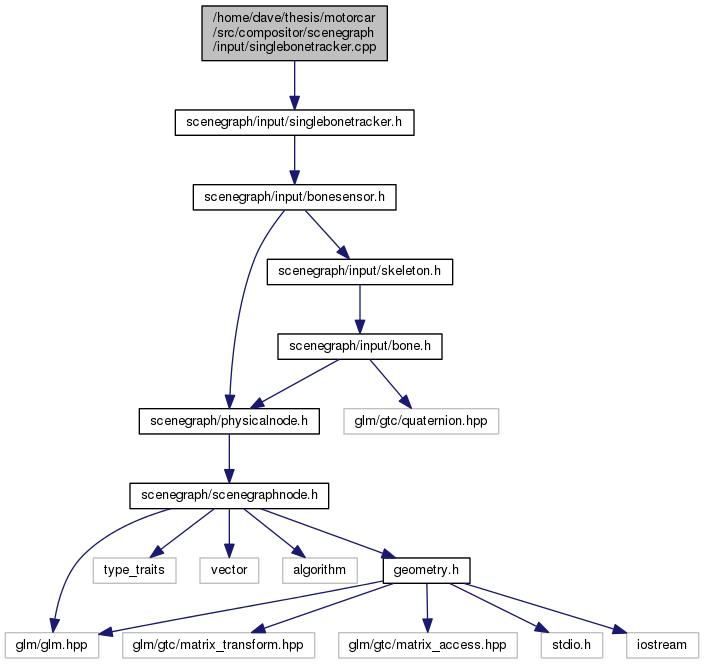 /home/dave/thesis/motorcar
/src/compositor/scenegraph
/input/singlebonetracker.cpp
scenegraph/input/singlebonetracker.h
scenegraph/input/bonesensor.h
scenegraph/input/skeleton.h
scenegraph/input/bone.h
scenegraph/physicalnode.h
glm/gtc/quaternion.hpp
scenegraph/scenegraphnode.h
type_traits
vector
algorithm
geometry.h
glm/glm.hpp
glm/gtc/matrix_transform.hpp
glm/gtc/matrix_access.hpp
stdio.h
iostream